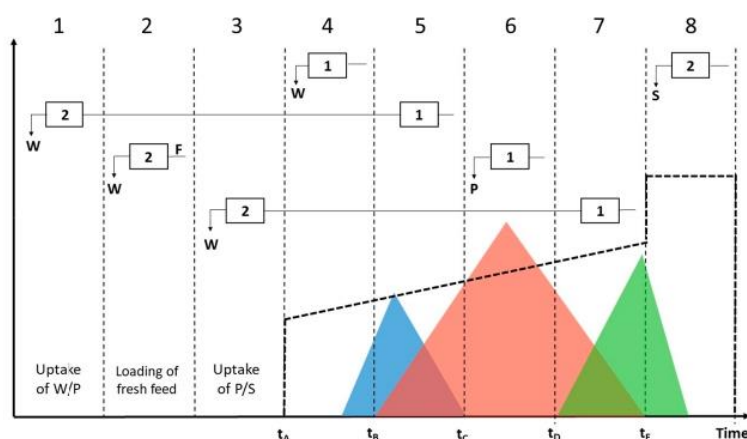 1 2 3 4 5 6 7 8
1
W
2
S
2
1
W
2 F
W
1
P
2
1
W
Uptake
of W/P
Loading of
fresh feed
Uptake
of P/S
tA tB tC tD tE Time